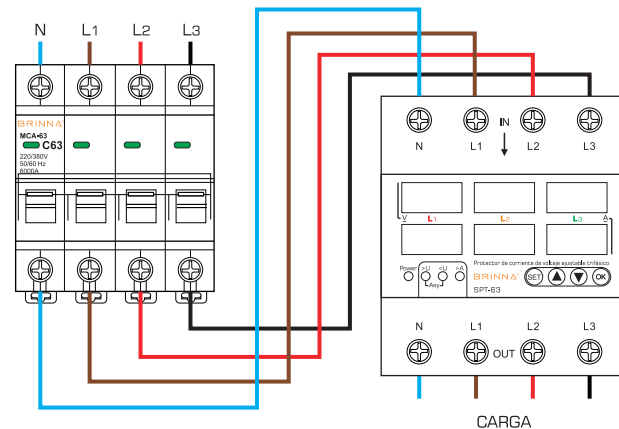 N L1 L2 L3
BRINNA
MCA-63
C63
220/380V
50/60 Hz
6000A
N L1 IN L2 L3
V L1 L2 L3 A
Protector de corriente de voltaje ajustable trifásico
Power >U <U >A
Asy
BRINNA
SPT-63
SET OK
N L1 OUT L2 L3
CARGA